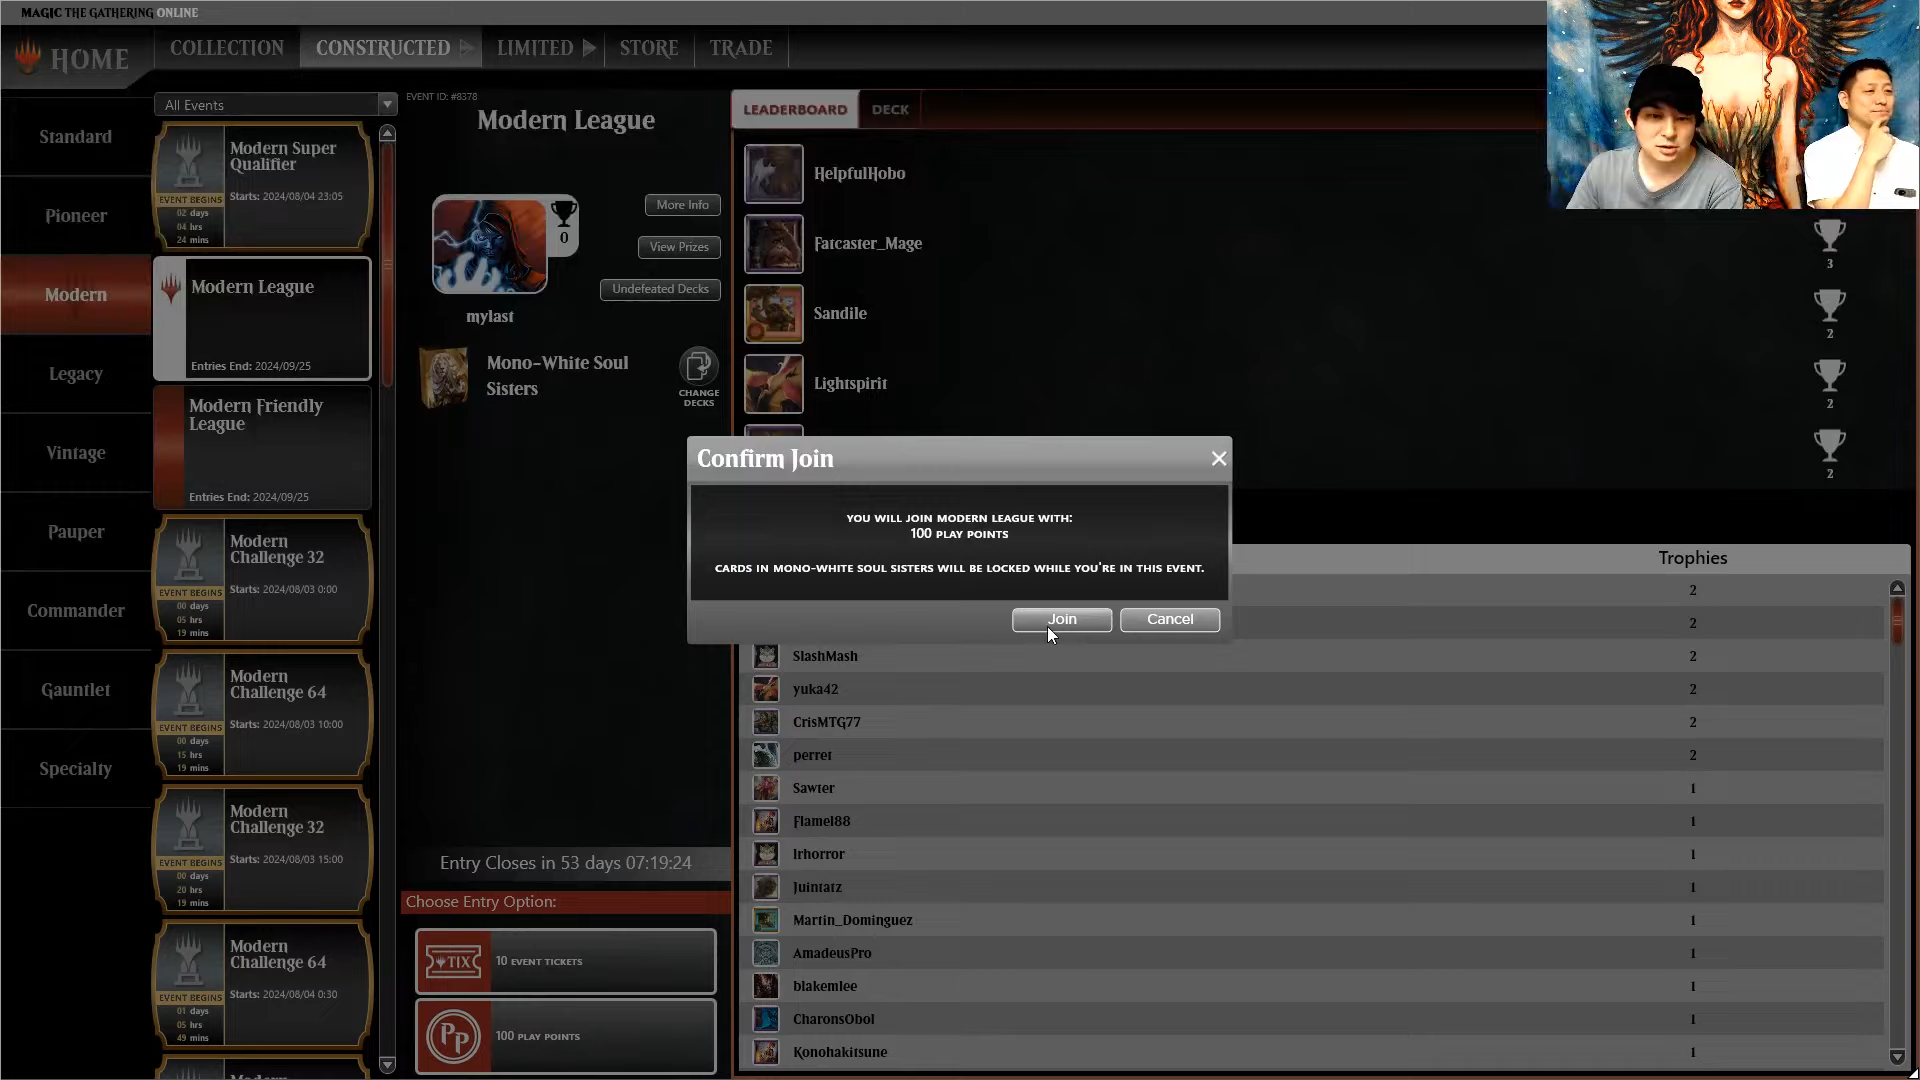 MAGIC THE GATHERING ONLINE
HOME
COLLECTION
CONSTRUCTED
LIMITED
STORE
TRADE
Standard
Pioneer
Modern
Legacy
Vintage
Pauper
Commander
Gauntlet
Specialty
All Events
Modern Super
Qualifier
Starts: 2024/08/04 23:05
EVENT BEGINS
02 days
04 hrs
24 mins
Modern League
Entries End: 2024/09/25
Modern Friendly
League
Entries End: 2024/09/25
Modern
Challenge 32
Starts: 2024/08/03 0:00
EVENT BEGINS
00 days
05 hrs
19 mins
Modern
Challenge 64
Starts: 2024/08/03 10:00
EVENT BEGINS
00 days
15 hrs
19 mins
Modern
Challenge 32
Starts: 2024/08/03 15:00
EVENT BEGINS
00 days
20 hrs
19 mins
Modern
Challenge 64
Starts: 2024/08/04 0:30
EVENT BEGINS
01 days
05 hrs
49 mins
EVENT ID: #8378
Modern League
0
More Info
View Prizes
Undefeated Decks
mylast
Mono-White Soul
Sisters
CHANGE
DECKS
Entry Closes in 53 days 07:19:24
Choose Entry Option:
TIX
10 EVENT TICKETS
PP
100 PLAY POINTS
LEADERBOARD
DECK
HelpfulHobo
Fatcaster_Mage
3
Sandile
2
Lightspirit
2
2
Confirm Join
YOU WILL JOIN MODERN LEAGUE WITH:
100 PLAY POINTS
CARDS IN MONO-WHITE SOUL SISTERS WILL BE LOCKED WHILE YOU'RE IN THIS EVENT.
Join
Cancel
Trophies
2
2
SlashMash 2
yuka42 2
CrisMTG77 2
perret 2
Sawter 1
Flamel88 1
Irhorror 1
Juintatz 1
Martin_Dominguez 1
AmadeusPro 1
blakemlee 1
CharonsObol 1
Konohakitsune 1